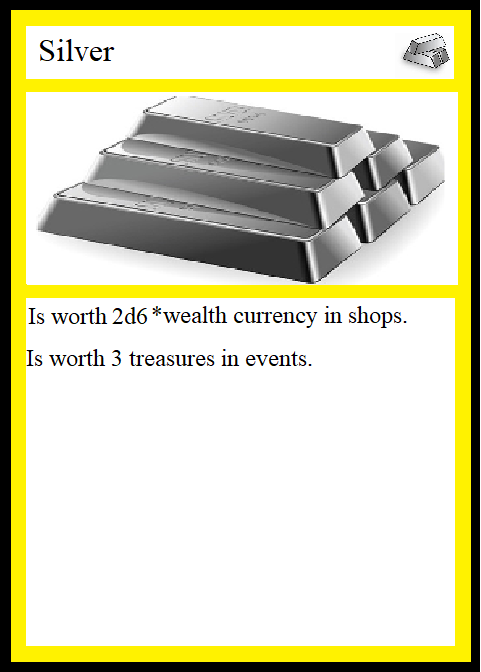 Silver
Is worth 2d6 *wealth currency in shops.
Is worth 3 treasures in events.